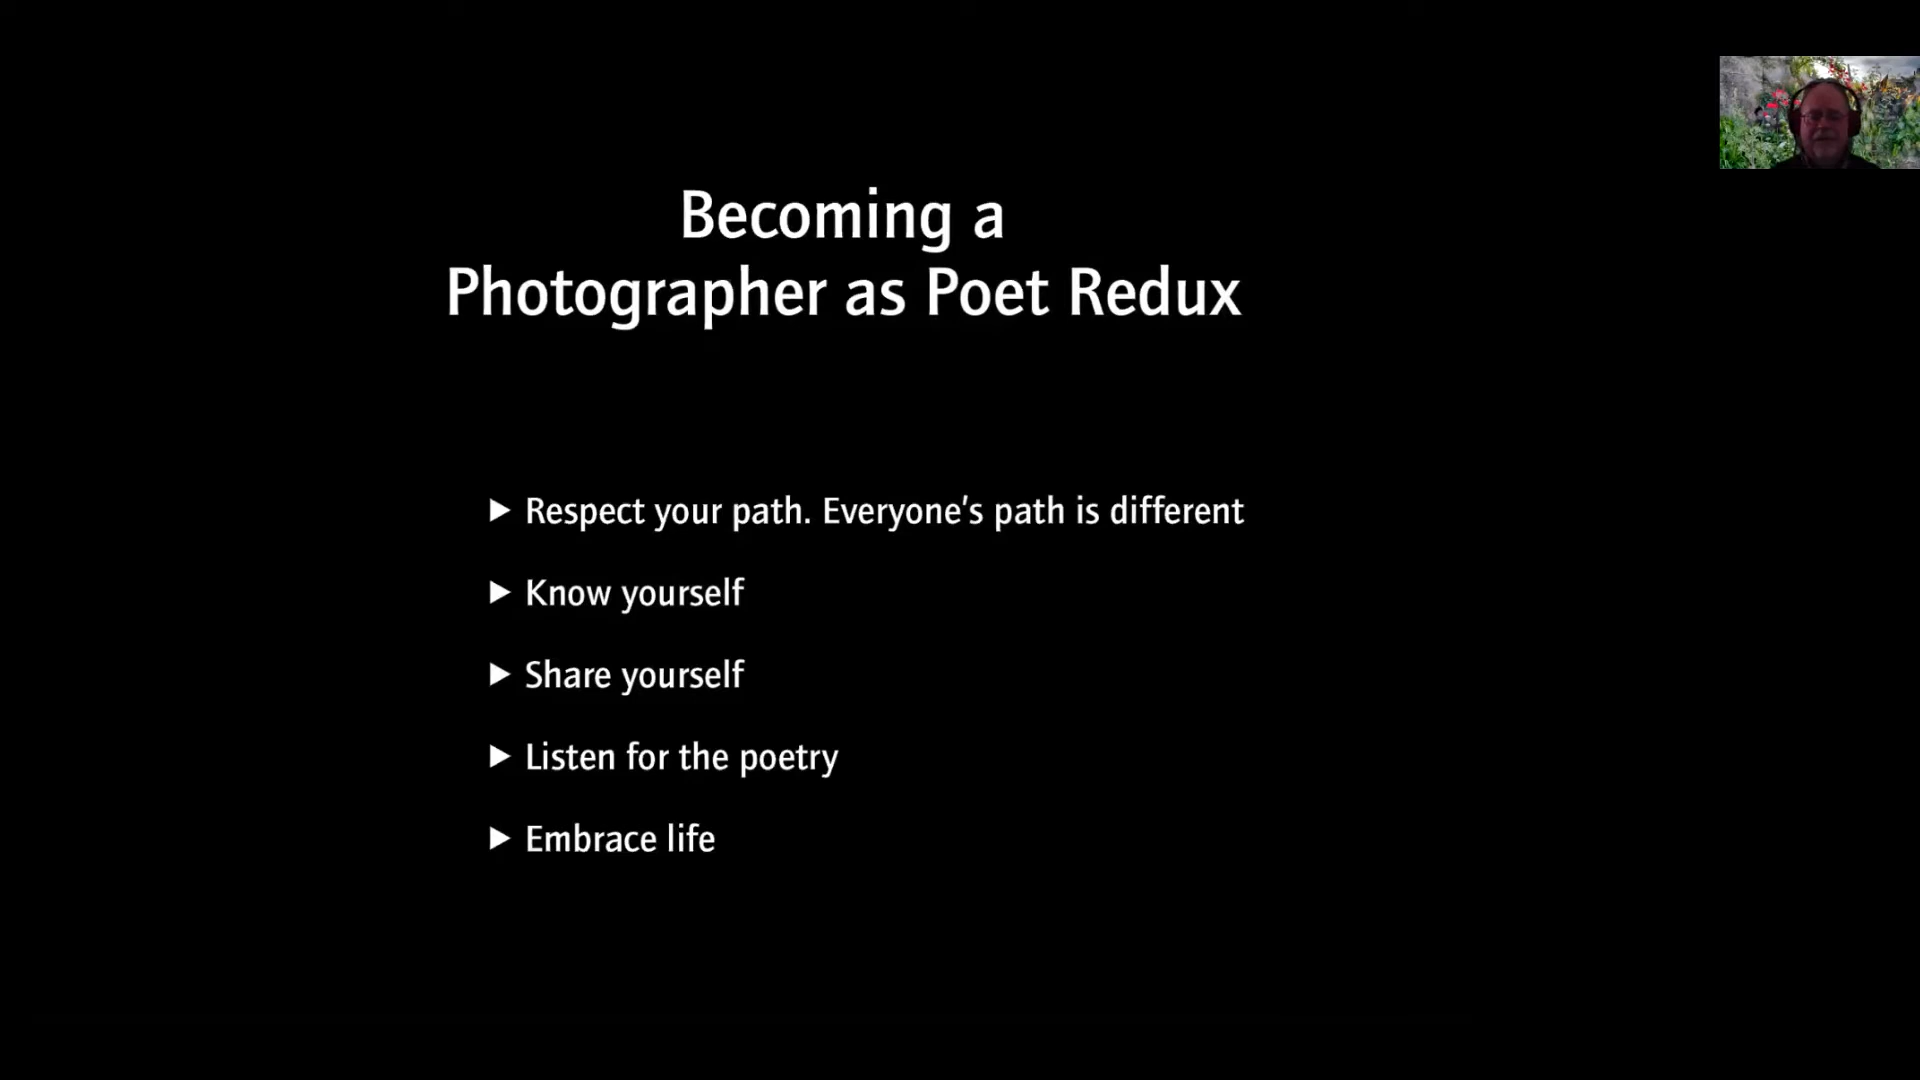 Becoming a
Photographer as Poet Redux
▶ Respect your path. Everyone’s path is different
▶ Know yourself
▶ Share yourself
▶ Listen for the poetry
▶ Embrace life